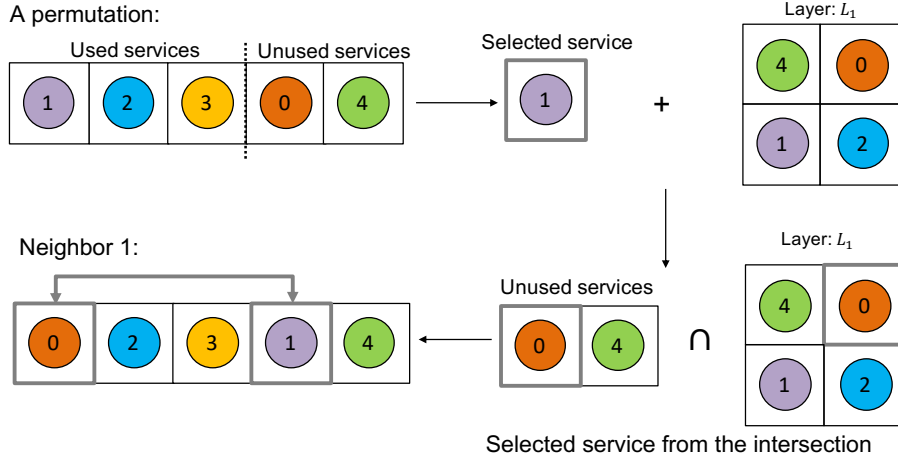 A permutation:
Used services
Unused services
1 2 3 0 4
Selected service
1
+
Layer: L₁
4 0
1 2
Neighbor 1:
0 2 3 1 4
Unused services
0 4
∩
Layer: L₁
4 0
1 2
Selected service from the intersection